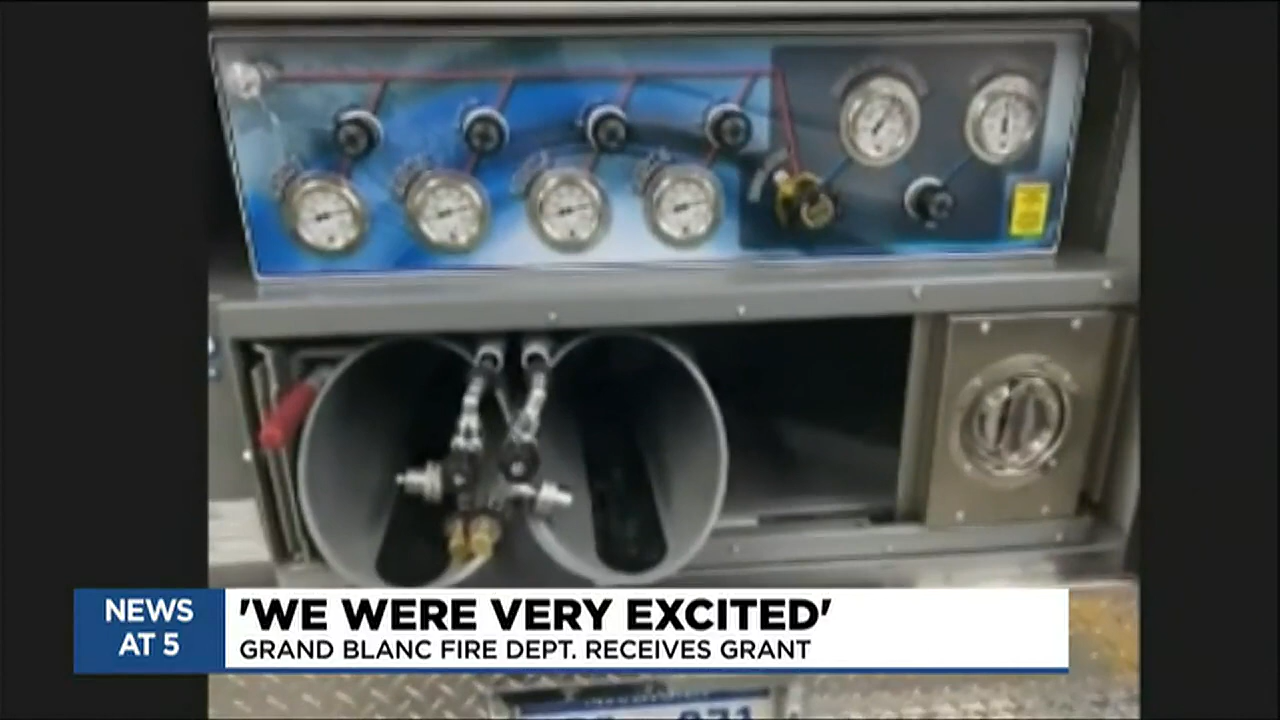 NEWS
AT 5
'WE WERE VERY EXCITED'
GRAND BLANC FIRE DEPT. RECEIVES GRANT